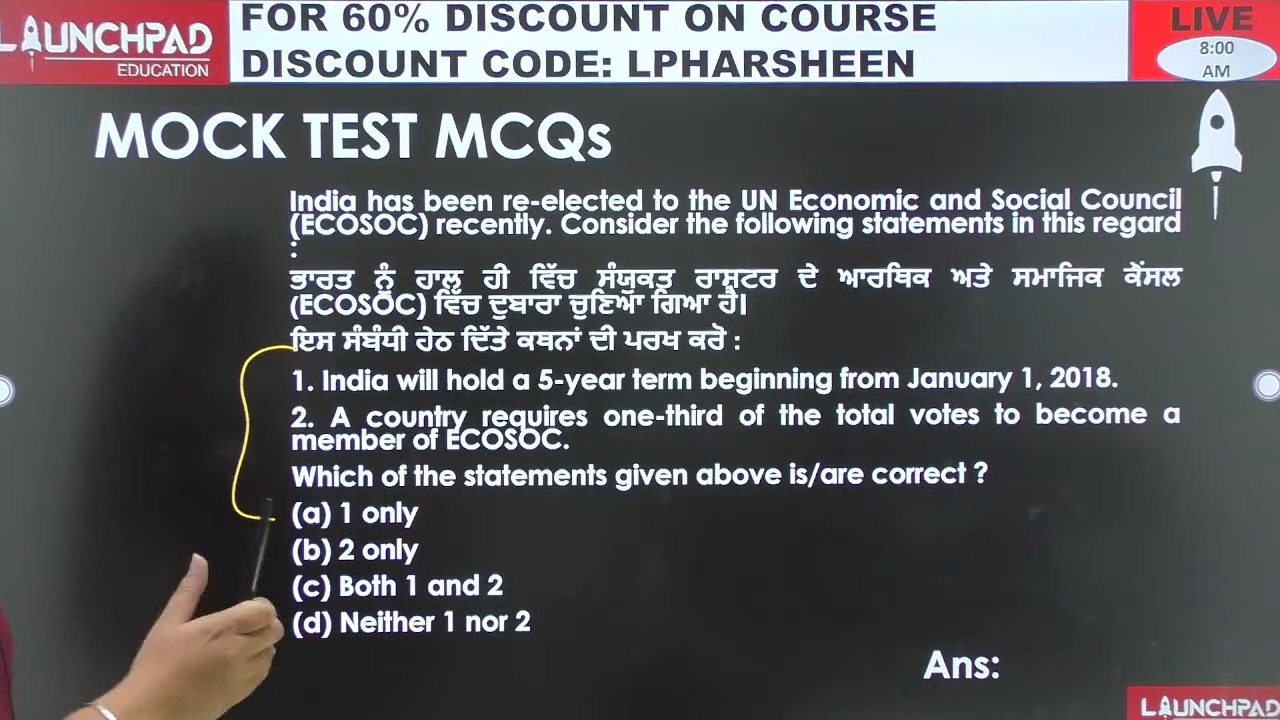 LAUNCHPAD
EDUCATION
FOR 60% DISCOUNT ON COURSE
DISCOUNT CODE: LPHARSHEEN
LIVE
8:00
AM
MOCK TEST MCQs
India has been re-elected to the UN Economic and Social Council
(ECOSOC) recently. Consider the following statements in this regard
:
ਭਾਰਤ ਨੂੰ ਹਾਲ ਹੀ ਵਿੱਚ ਸੰਯੁਕਤ ਰਾਸ਼ਟਰ ਦੇ ਆਰਥਿਕ ਅਤੇ ਸਮਾਜਿਕ ਕੌਂਸਲ
(ECOSOC) ਵਿੱਚ ਦੁਬਾਰਾ ਚੁਣਿਆ ਗਿਆ ਹੈ।
ਇਸ ਸੰਬੰਧੀ ਹੇਠ ਦਿੱਤੇ ਕਥਨਾਂ ਦੀ ਪਰਖ ਕਰੋ :
1. India will hold a 5-year term beginning from January 1, 2018.
2. A country requires one-third of the total votes to become a
member of ECOSOC.
Which of the statements given above is/are correct ?
(a) 1 only
(b) 2 only
(c) Both 1 and 2
(d) Neither 1 nor 2
Ans:
LAUNCHPAD